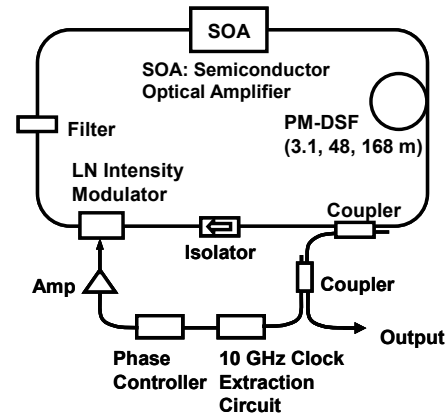 SOA
SOA: Semiconductor
Optical Amplifier
PM-DSF
(3.1, 48, 168 m)
Filter
LN Intensity
Modulator
Isolator
Coupler
Amp
Coupler
Output
Phase
Controller
10 GHz Clock
Extraction
Circuit